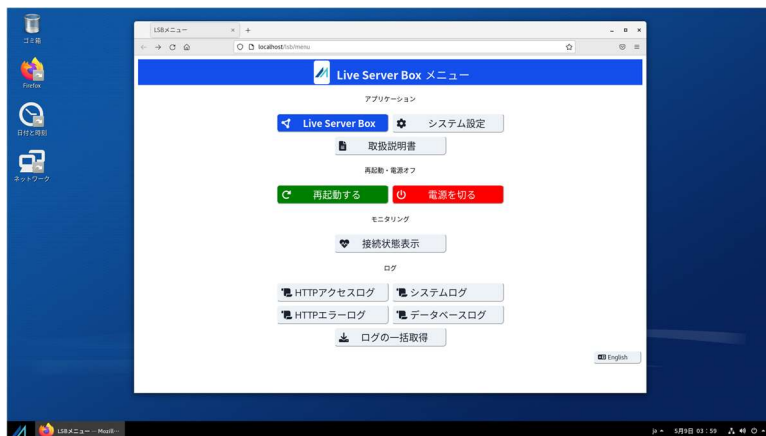 ゴミ箱
Firefox
日付と時刻
ネットワーク
LSBメニュー × +
localhost/lsb/menu
Live Server Box メニュー
アプリケーション
Live Server Box システム設定
取扱説明書
再起動・電源オフ
再起動する 電源を切る
モニタリング
接続状態表示
ログ
HTTPアクセスログ システムログ
HTTPエラーログ データベースログ
ログの一括取得
English
LSBメニュー — Mozill…
ja 5月9日 03:59